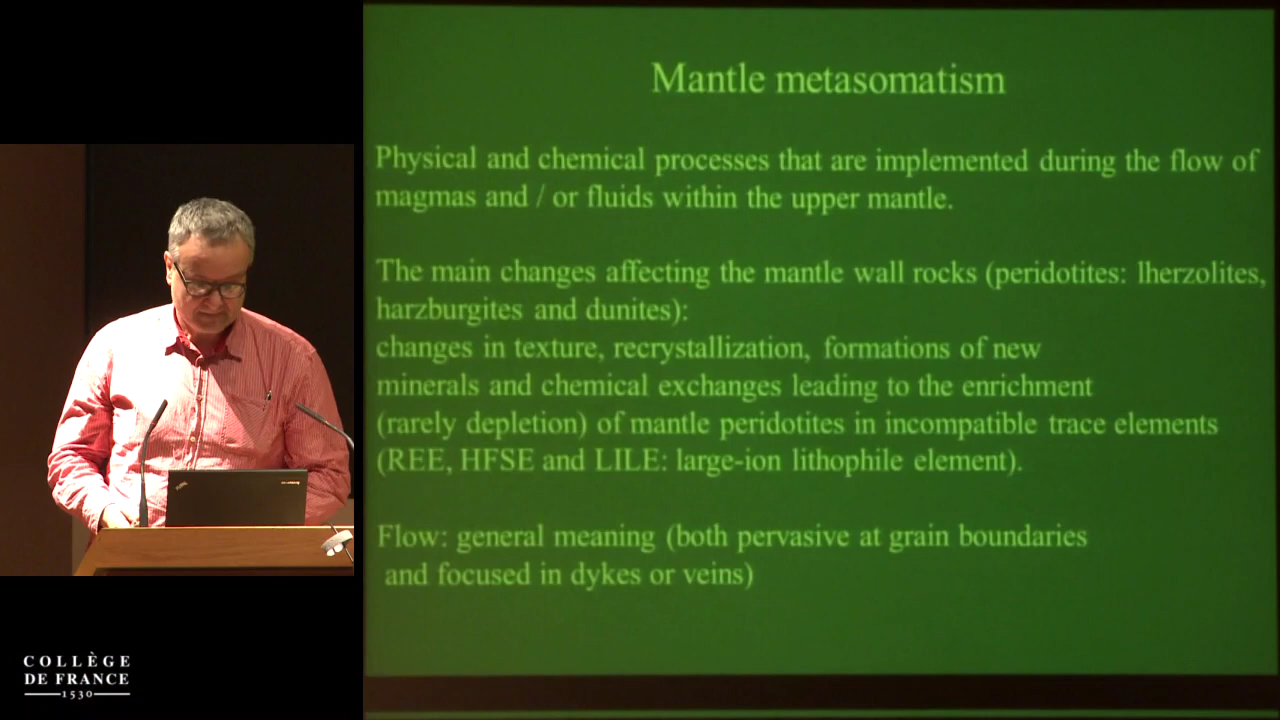 Mantle metasomatism
Physical and chemical processes that are implemented during the flow of
magmas and / or fluids within the upper mantle.
The main changes affecting the mantle wall rocks (peridotites: lherzolites,
harzburgites and dunites):
changes in texture, recrystallization, formations of new
minerals and chemical exchanges leading to the enrichment
(rarely depletion) of mantle peridotites in incompatible trace elements
(REE, HFSE and LILE: large-ion lithophile element).
Flow: general meaning (both pervasive at grain boundaries
and focused in dykes or veins)
COLLÈGE
DE FRANCE
1530